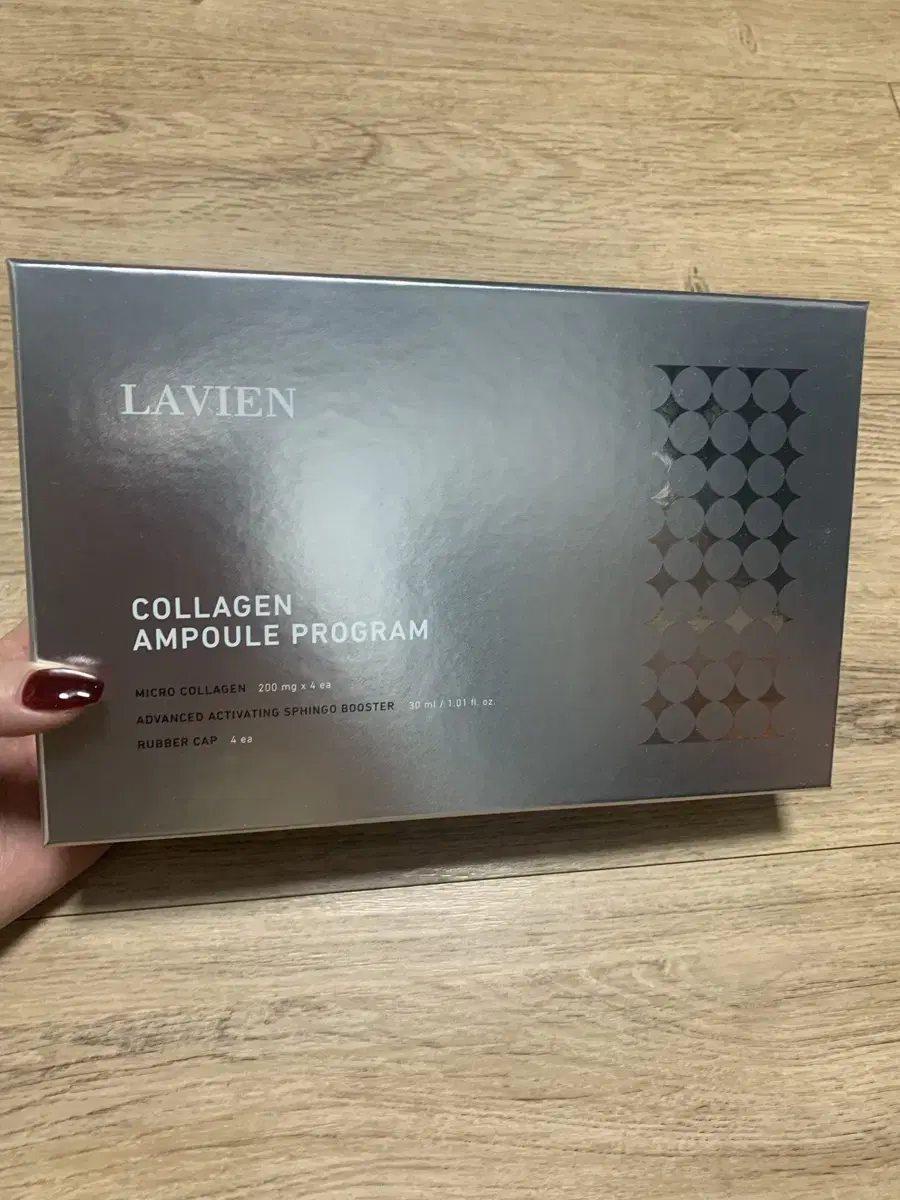 LAVIEN
COLLAGEN
AMPOULE PROGRAM
MICRO COLLAGEN 200 mg x 4 ea
ADVANCED ACTIVATING SPHINGO BOOSTER 30 ml / 1.01 fl. oz.
RUBBER CAP 4 ea